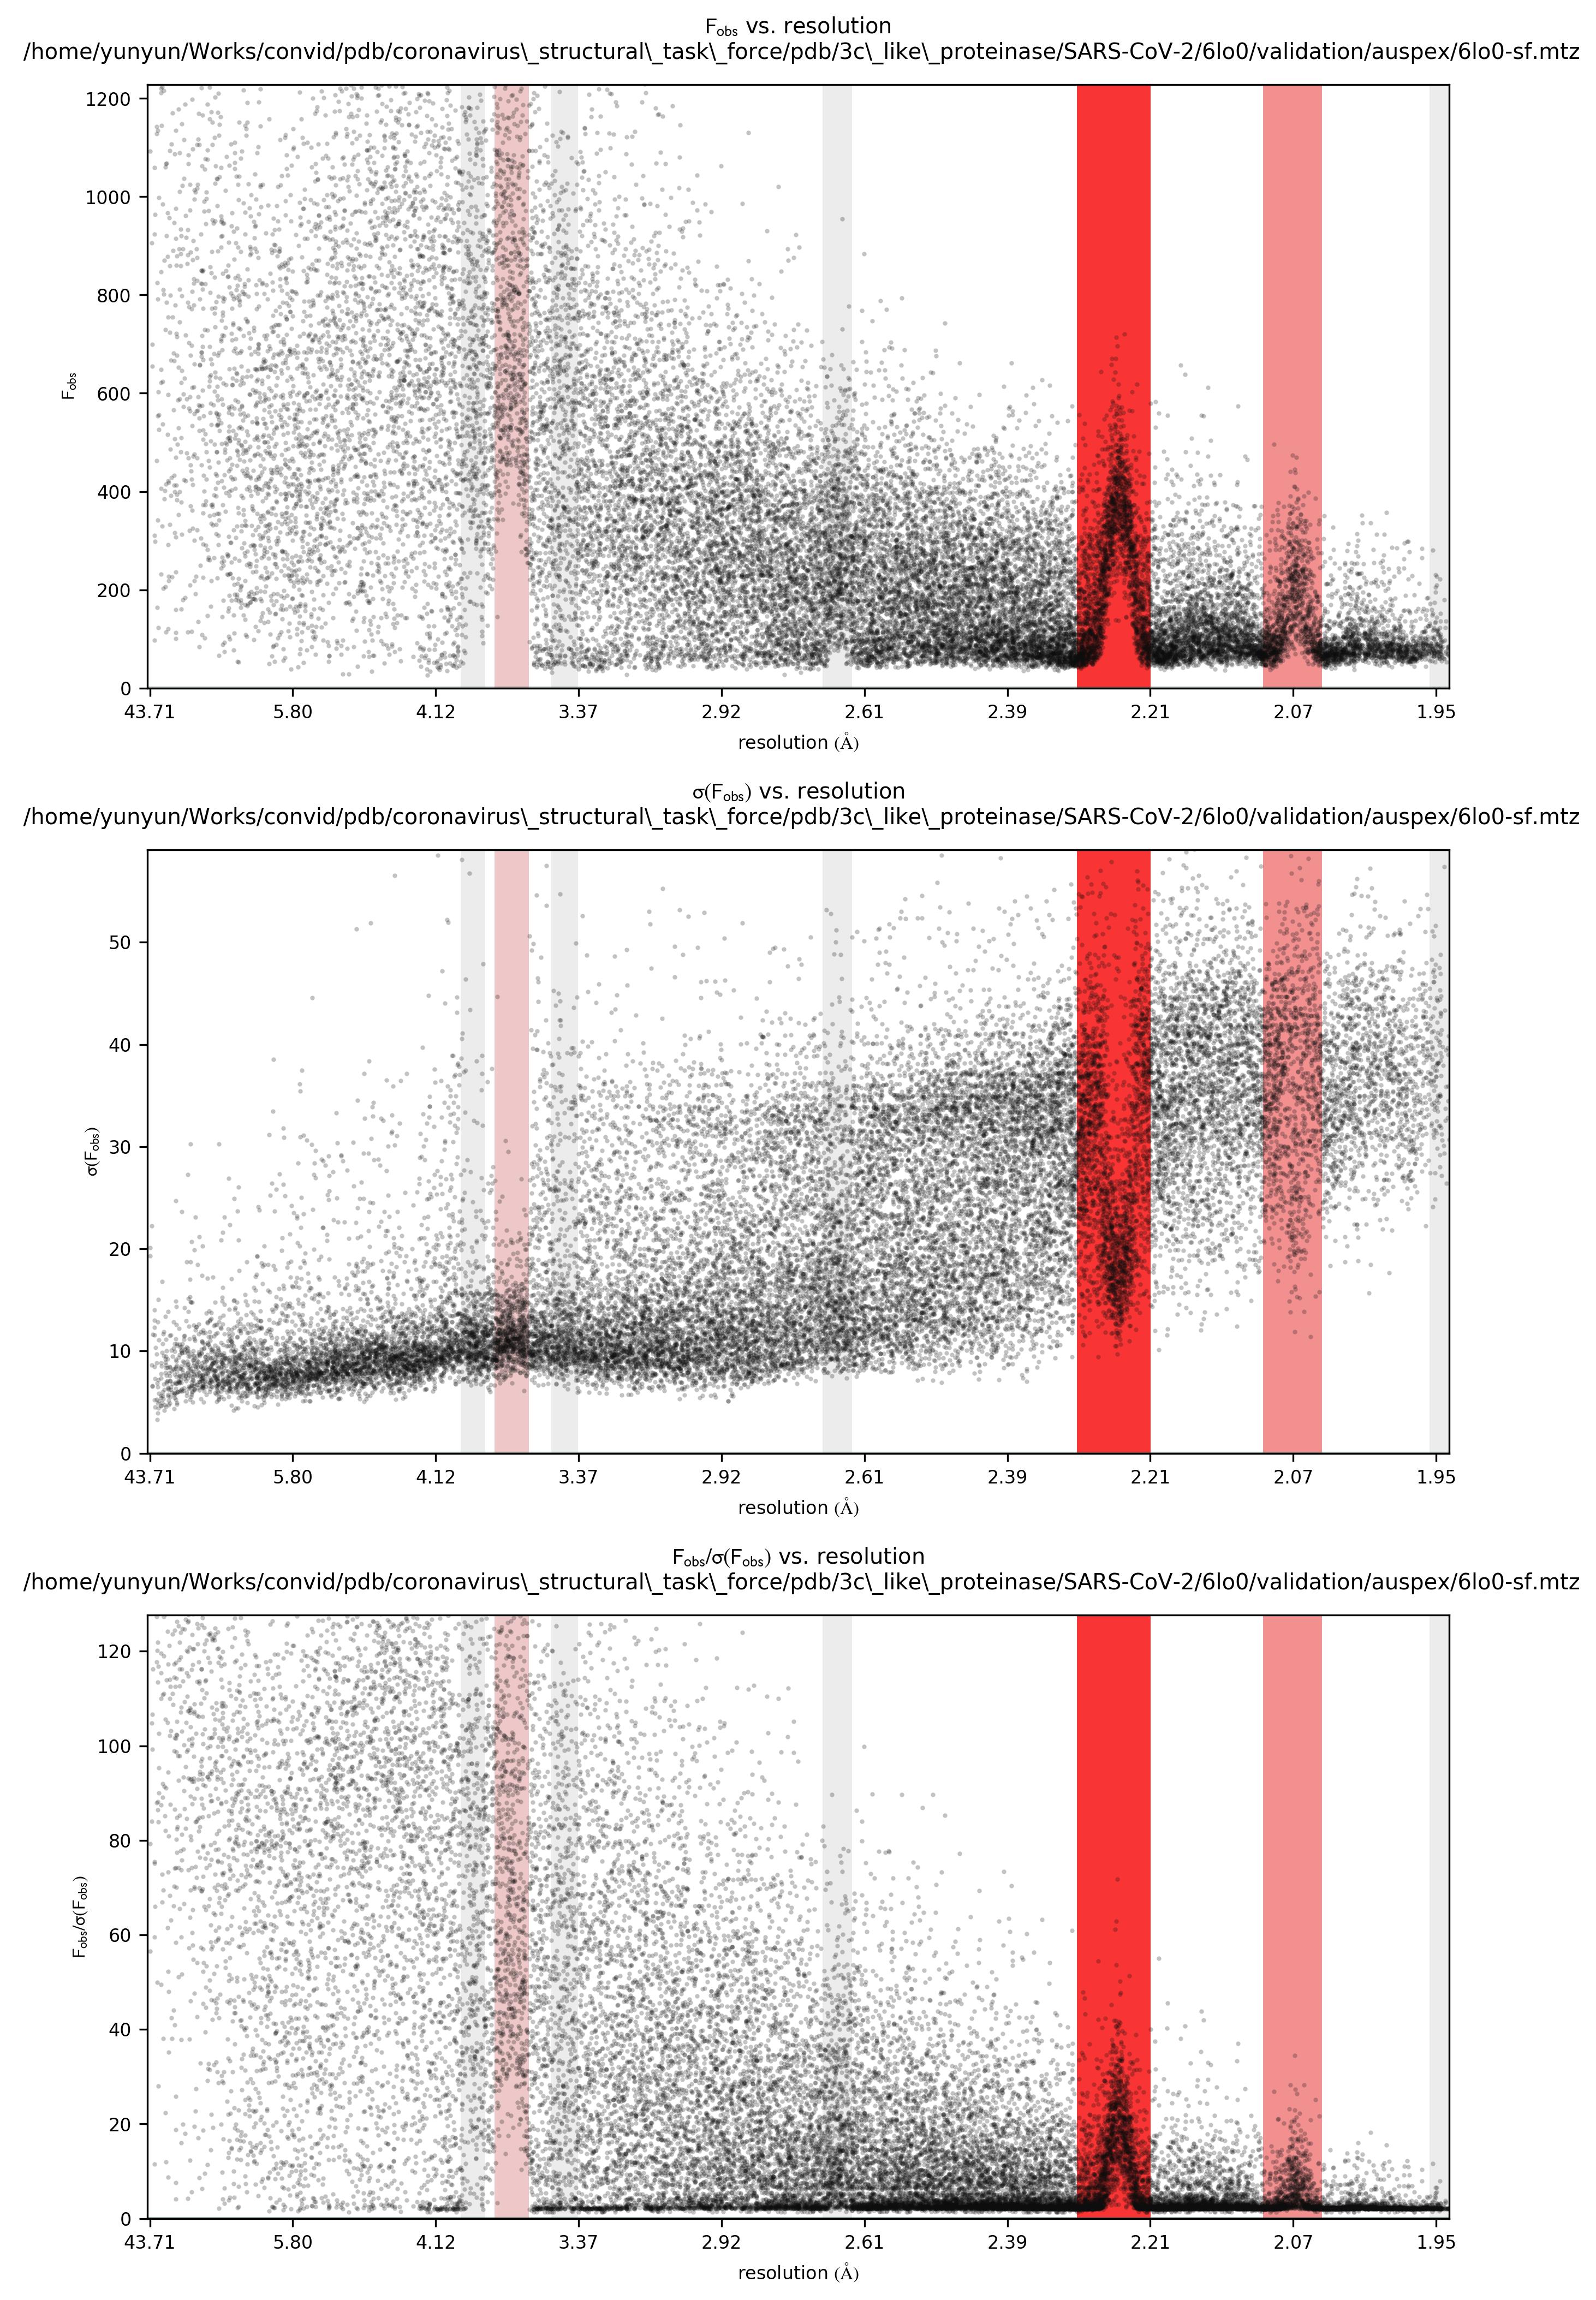 Fobs vs. resolution
/home/yunyun/Works/convid/pdb/coronavirus\_structural\_task\_force/pdb/3c\_like\_proteinase/SARS-CoV-2/6lo0/validation/auspex/6lo0-sf.mtz
1200
1000
800
600
400
200
0
Fobs
43.71 5.80 4.12 3.37 2.92 2.61 2.39 2.21 2.07 1.95
resolution (Å)
σ(Fobs) vs. resolution
/home/yunyun/Works/convid/pdb/coronavirus\_structural\_task\_force/pdb/3c\_like\_proteinase/SARS-CoV-2/6lo0/validation/auspex/6lo0-sf.mtz
50
40
30
20
10
0
σ(Fobs)
43.71 5.80 4.12 3.37 2.92 2.61 2.39 2.21 2.07 1.95
resolution (Å)
Fobs/σ(Fobs) vs. resolution
/home/yunyun/Works/convid/pdb/coronavirus\_structural\_task\_force/pdb/3c\_like\_proteinase/SARS-CoV-2/6lo0/validation/auspex/6lo0-sf.mtz
120
100
80
60
40
20
0
Fobs/σ(Fobs)
43.71 5.80 4.12 3.37 2.92 2.61 2.39 2.21 2.07 1.95
resolution (Å)